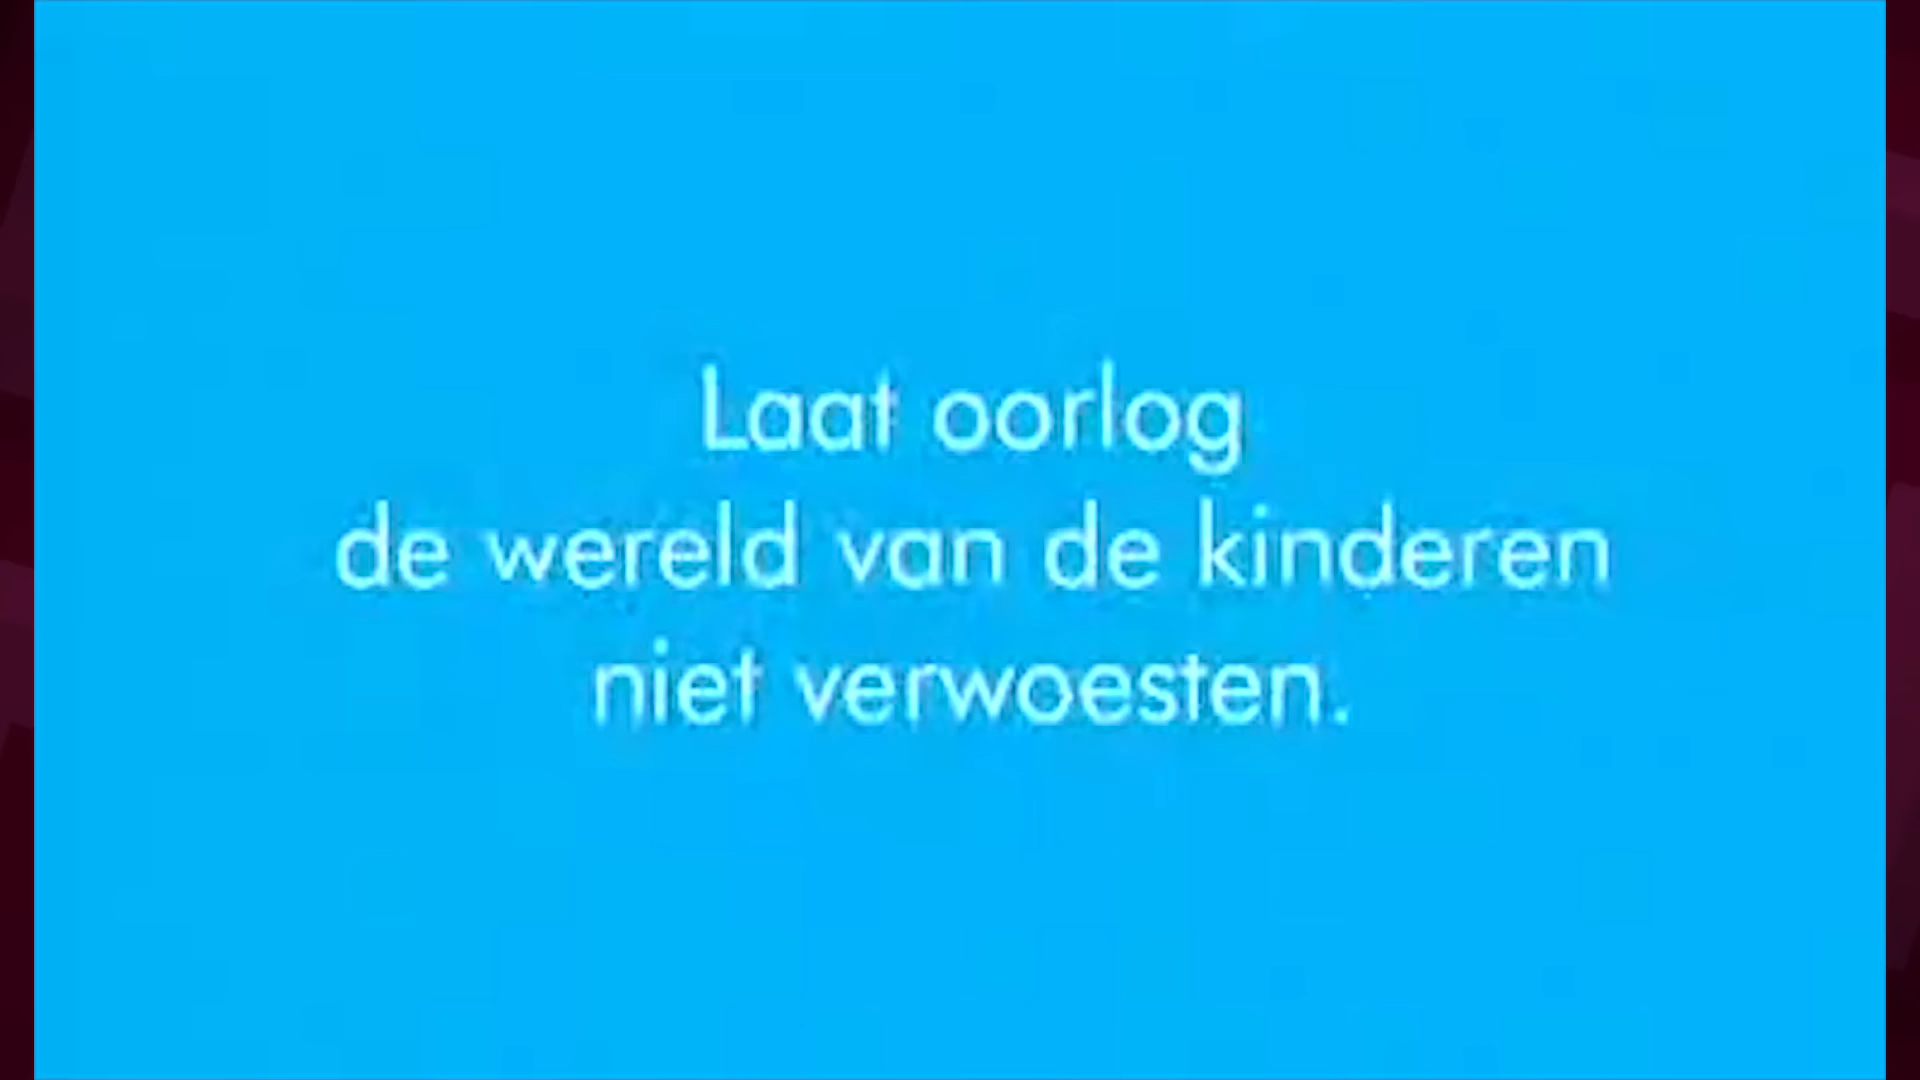 Laat oorlog
de wereld van de kinderen
niet verwoesten.